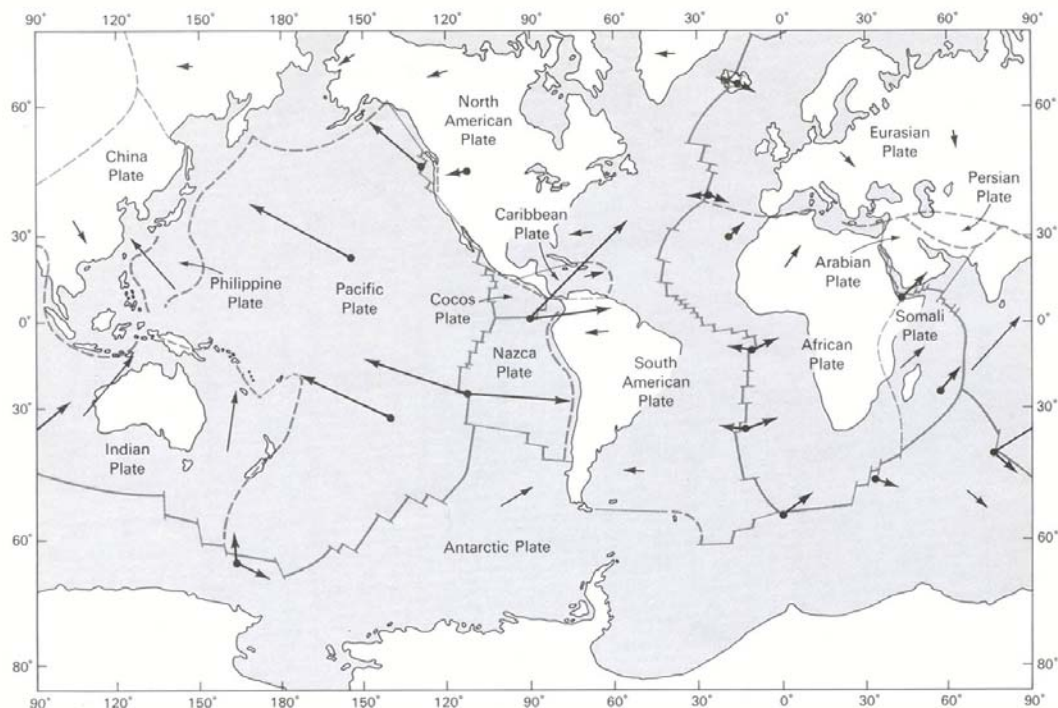 90° 120° 150° 180° 150° 120° 90° 60° 30° 0° 30° 60° 90°
60°
30°
0°
30°
60°
80°
60°
30°
0°
30°
60°
80°
North
American
Plate
Eurasian
Plate
China
Plate
Persian
Plate
Caribbean
Plate
Arabian
Plate
Philippine
Plate
Pacific
Plate
Cocos
Plate
Somali
Plate
African
Plate
Nazca
Plate
South
American
Plate
Indian
Plate
Antarctic Plate
90° 120° 150° 180° 150° 120° 90° 60° 30° 0° 30° 60° 90°